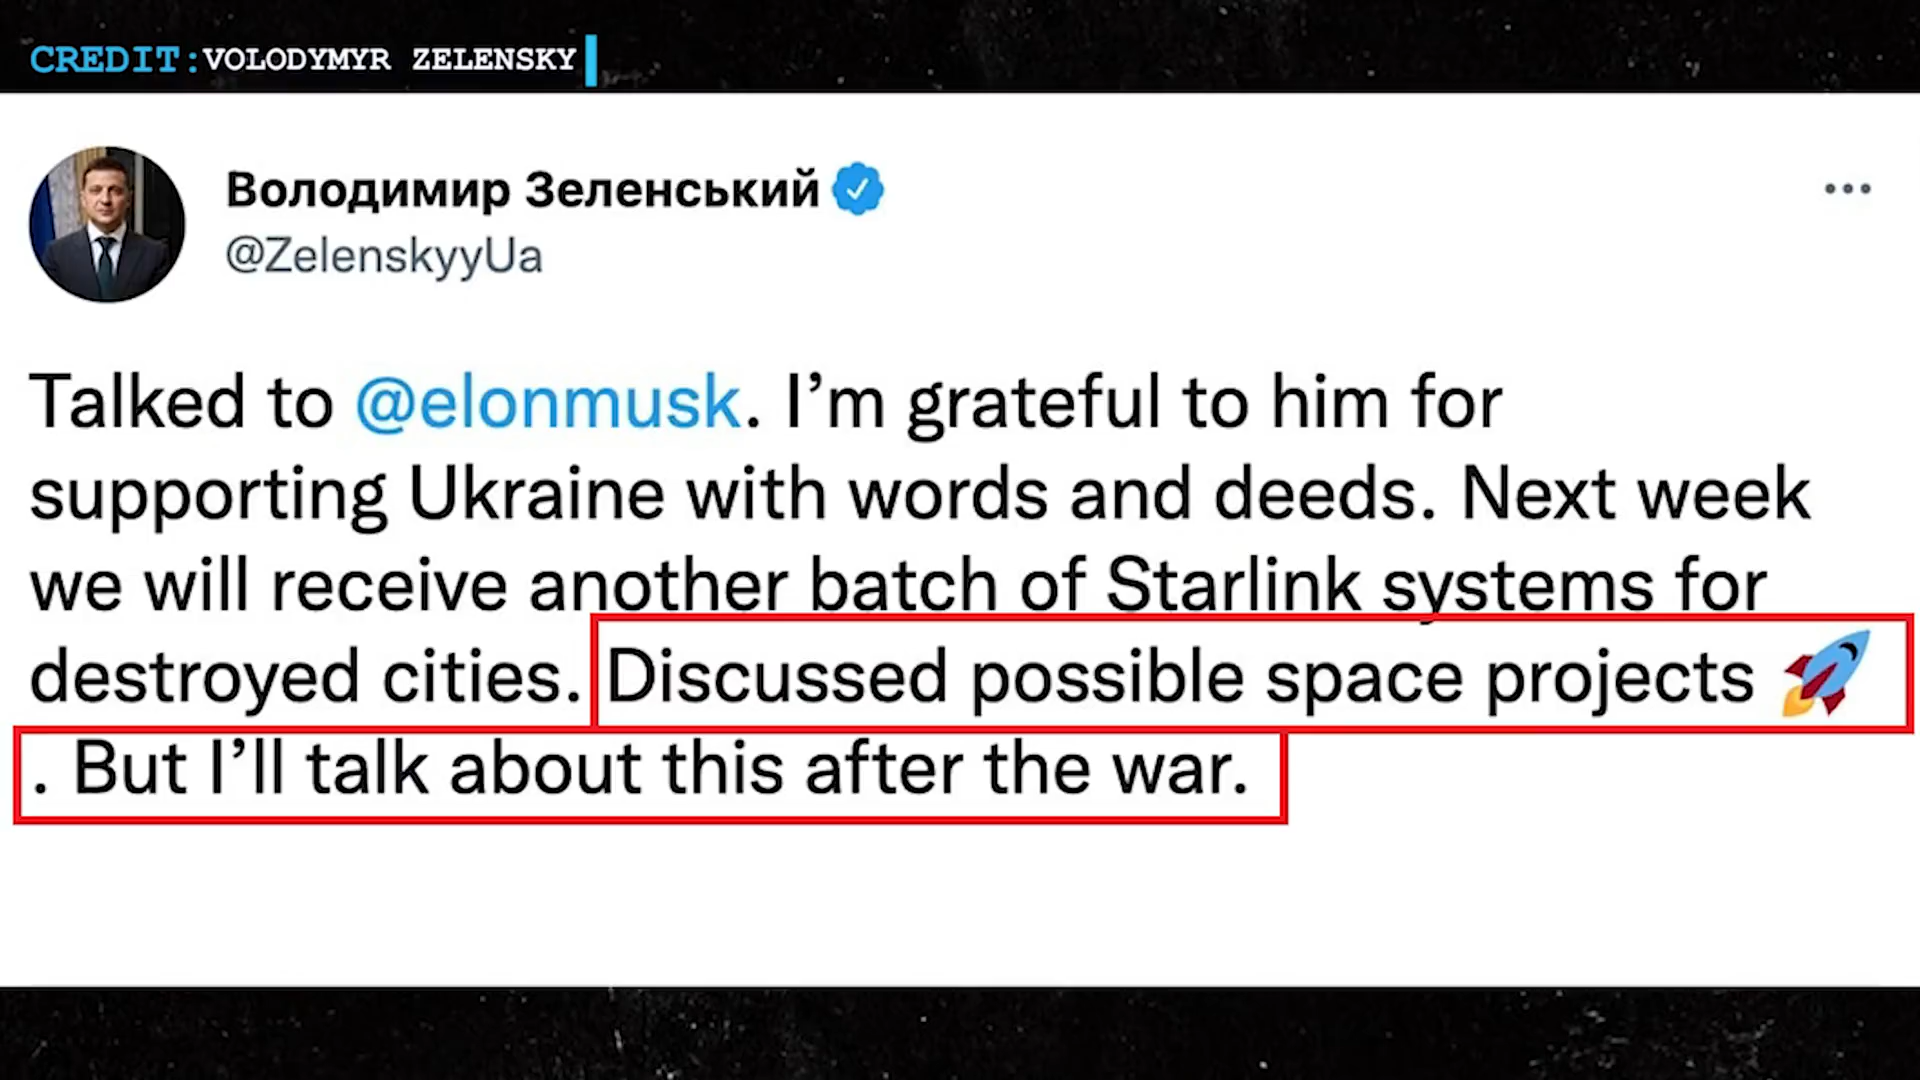 CREDIT:VOLODYMYR ZELENSKY
Володимир Зеленський
@ZelenskyyUa
Talked to @elonmusk. I’m grateful to him for
supporting Ukraine with words and deeds. Next week
we will receive another batch of Starlink systems for
destroyed cities. Discussed possible space projects 🚀
. But I’ll talk about this after the war.